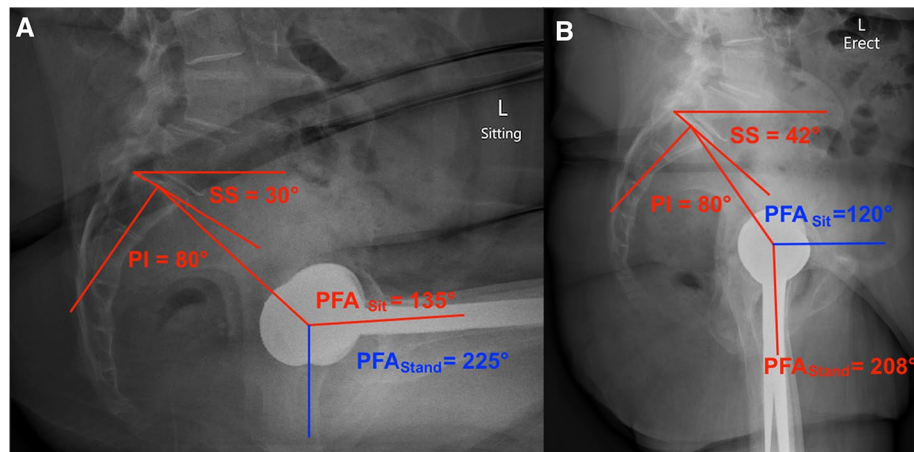 A
L
Sitting
SS = 30°
PI = 80°
PFA Sit = 135°
PFAStand = 225°
B
L
Erect
SS = 42°
PI = 80°
PFA Sit =120°
PFAStand = 208°